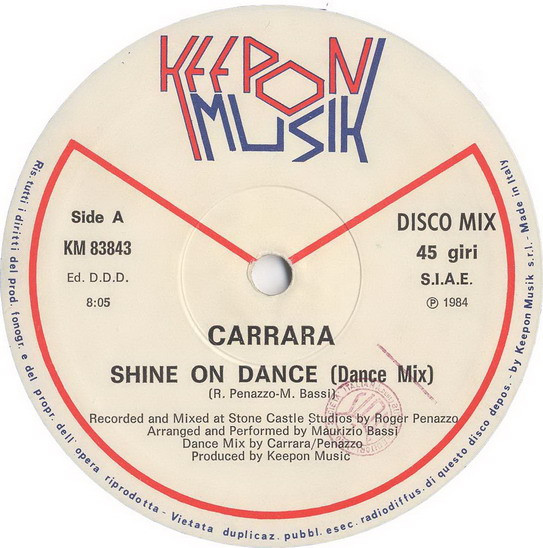 KEEPON
MUSIK
Side A
KM 83843
Ed. D.D.D.
8:05
DISCO MIX
45 giri
S.I.A.E.
℗ 1984
CARRARA
SHINE ON DANCE (Dance Mix)
(R. Penazzo-M. Bassi)
Recorded and Mixed at Stone Castle Studios by Roger Penazzo
Arranged and Performed by Maurizio Bassi
Dance Mix by Carrara/Penazzo
Produced by Keepon Music
Ris. tutti i diritti del prod. fonogr. e del propr. dell'opera riprodotta - Vietata duplicaz. pubbl. esec. radiodiffus. di questo disco depos. - by Keepon Musik s.r.l. - Made in Italy